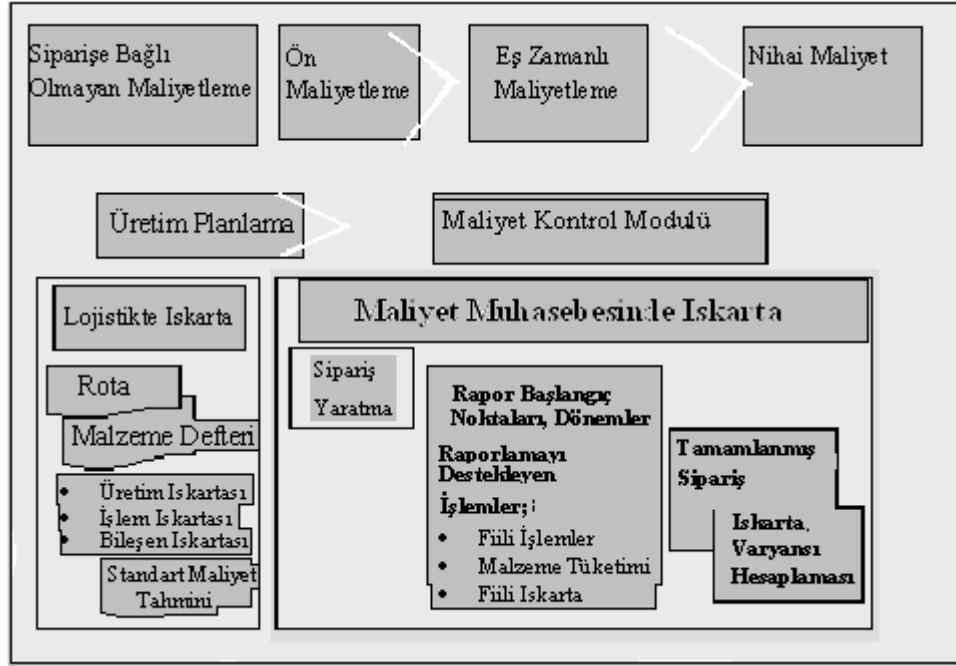 Siparişe Bağlı
Olmayan Maliyetleme
Ön
Maliyetleme
Eş Zamanlı
Maliyetleme
Nihai Maliyet
Üretim Planlama
Maliyet Kontrol Modulü
Lojistikte Iskarta
Rota
Malzeme Defteri
• Üretim Iskartası
• İşlem Iskartası
• Bileşen Iskartası
Standart Maliyet
Tahmini
Maliyet Muhasebesinde Iskarta
Sipariş
Yaratma
Rapor Başlangıç
Noktaları, Dönemler
Raporlamayı
Destekleyen
İşlemler;:
• Fiili İşlemler
• Malzeme Tüketimi
• Fiili Iskarta
Tamamlanmış
Sipariş
Iskarta,
Varyansı
Hesaplaması